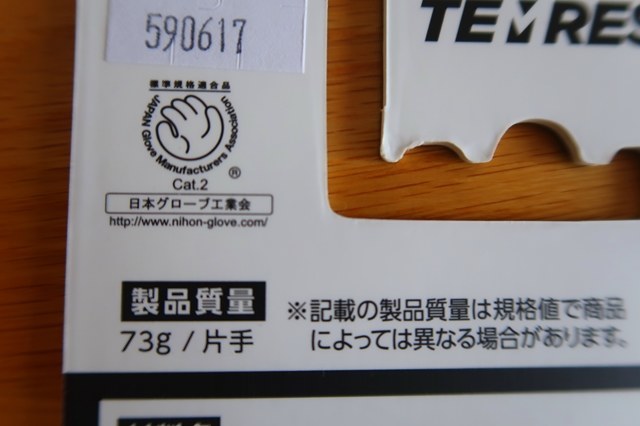 590617
TEMRES
標準規格適合品
JAPAN Glove Manufacturers Association
®
Cat.2
日本グローブ工業会
http://www.nihon-glove.com/
製品質量
73g / 片手
※記載の製品質量は規格値で商品
によっては異なる場合があります。